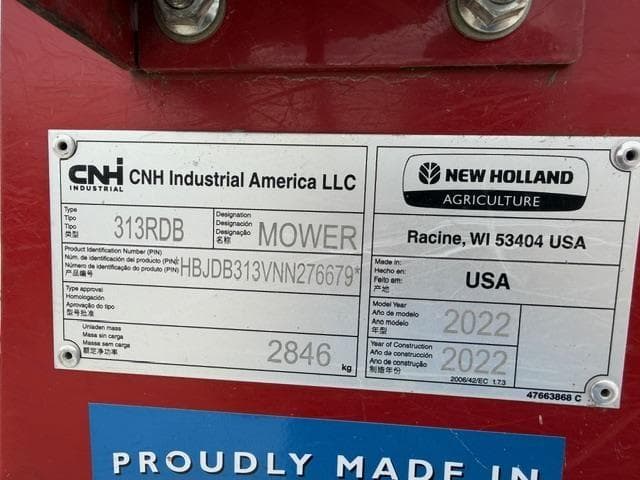 CNH
INDUSTRIAL
CNH Industrial America LLC
Type
Tipo
Tipo
类型
313RDB
Designation
Designación
Designação
名称
MOWER
Product Identification Number (PIN)
Núm. de identificación del producto (PIN)
Número de identificação do produto (PIN)
产品编号
HBJDB313VNN276679*
Type approval
Homologación
Aprovação do tipo
型号批准
Unladen mass
Masa sin carga
Massa sem carga
额定净功率
2846
kg
NEW HOLLAND
AGRICULTURE
Racine, WI 53404 USA
Made in:
Hecho en:
Feito em:
产地
USA
Model Year
Año de modelo
Ano modelo
年型
2022
Year of Construction
Año de construcción
Ano de construção
制造年份
2022
2006/42/EC 1.7.3
47663868 C
PROUDLY MADE IN